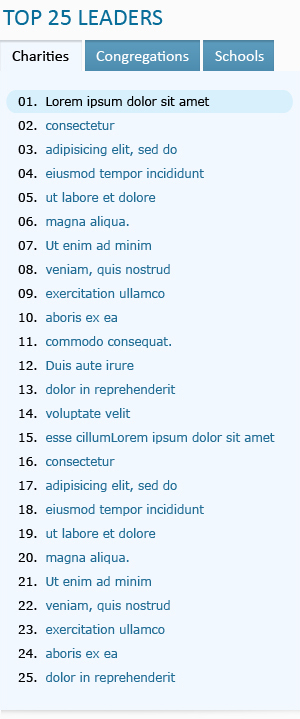 TOP 25 LEADERS
Charities Congregations Schools
01. Lorem ipsum dolor sit amet
02. consectetur
03. adipisicing elit, sed do
04. eiusmod tempor incididunt
05. ut labore et dolore
06. magna aliqua.
07. Ut enim ad minim
08. veniam, quis nostrud
09. exercitation ullamco
10. aboris ex ea
11. commodo consequat.
12. Duis aute irure
13. dolor in reprehenderit
14. voluptate velit
15. esse cillumLorem ipsum dolor sit amet
16. consectetur
17. adipisicing elit, sed do
18. eiusmod tempor incididunt
19. ut labore et dolore
20. magna aliqua.
21. Ut enim ad minim
22. veniam, quis nostrud
23. exercitation ullamco
24. aboris ex ea
25. dolor in reprehenderit